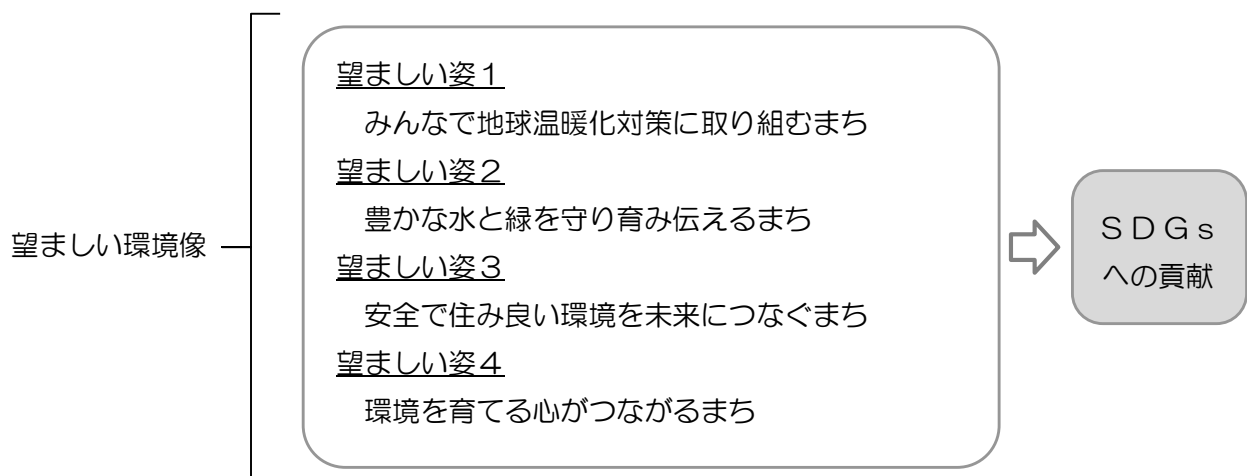 望ましい環境像
望ましい姿１
みんなで地球温暖化対策に取り組むまち
望ましい姿２
豊かな水と緑を守り育み伝えるまち
望ましい姿３
安全で住み良い環境を未来につなぐまち
望ましい姿４
環境を育てる心がつながるまち
ＳＤＧｓ
への貢献